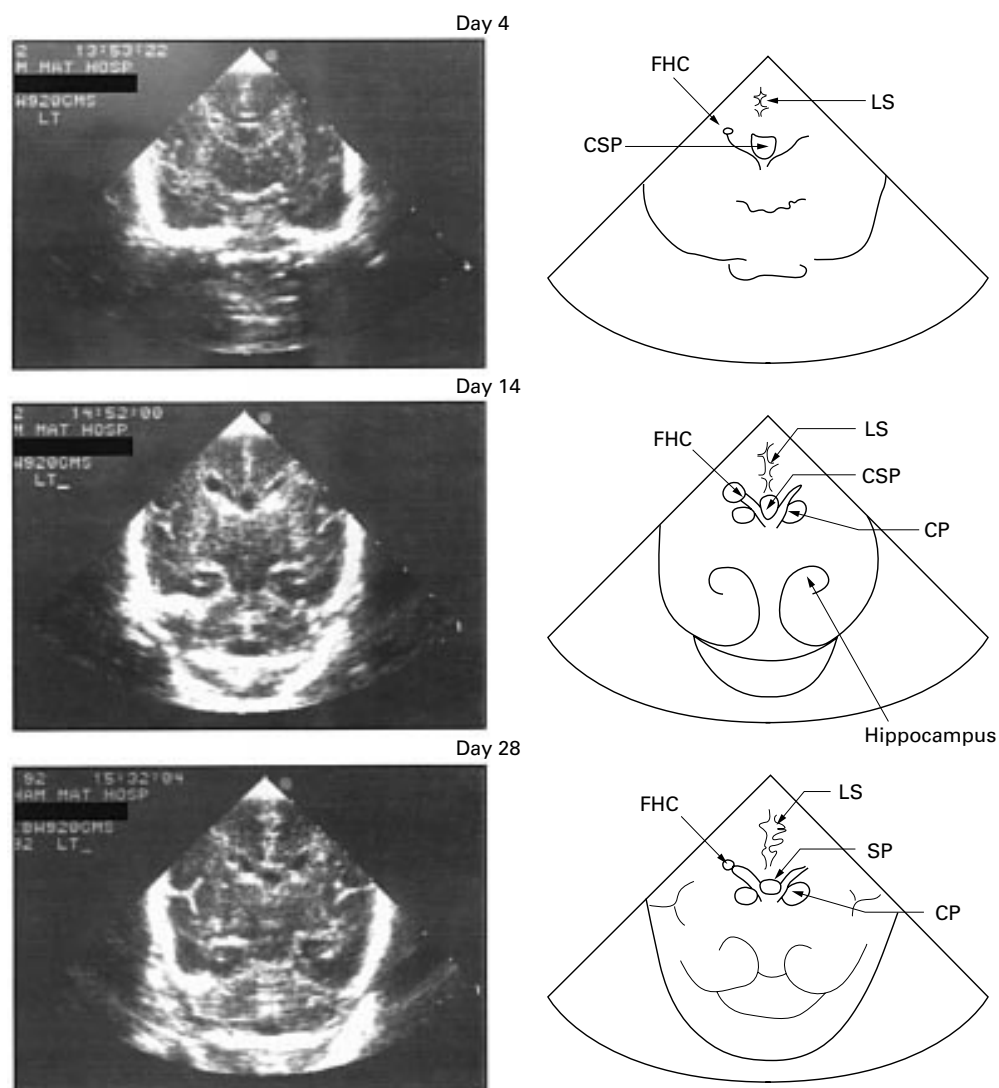 Day 4
2 13:53:22
M MAT HOSP
W920CMS
LT
FHC
LS
CSP
Day 14
2 14:52:00
M MAT HOSP
W920CMS
LT_
FHC
LS
CSP
CP
Hippocampus
Day 28
92 15:32:04
HAM MAT HOSP
BW920CMS
92 LT_
FHC
LS
SP
CP